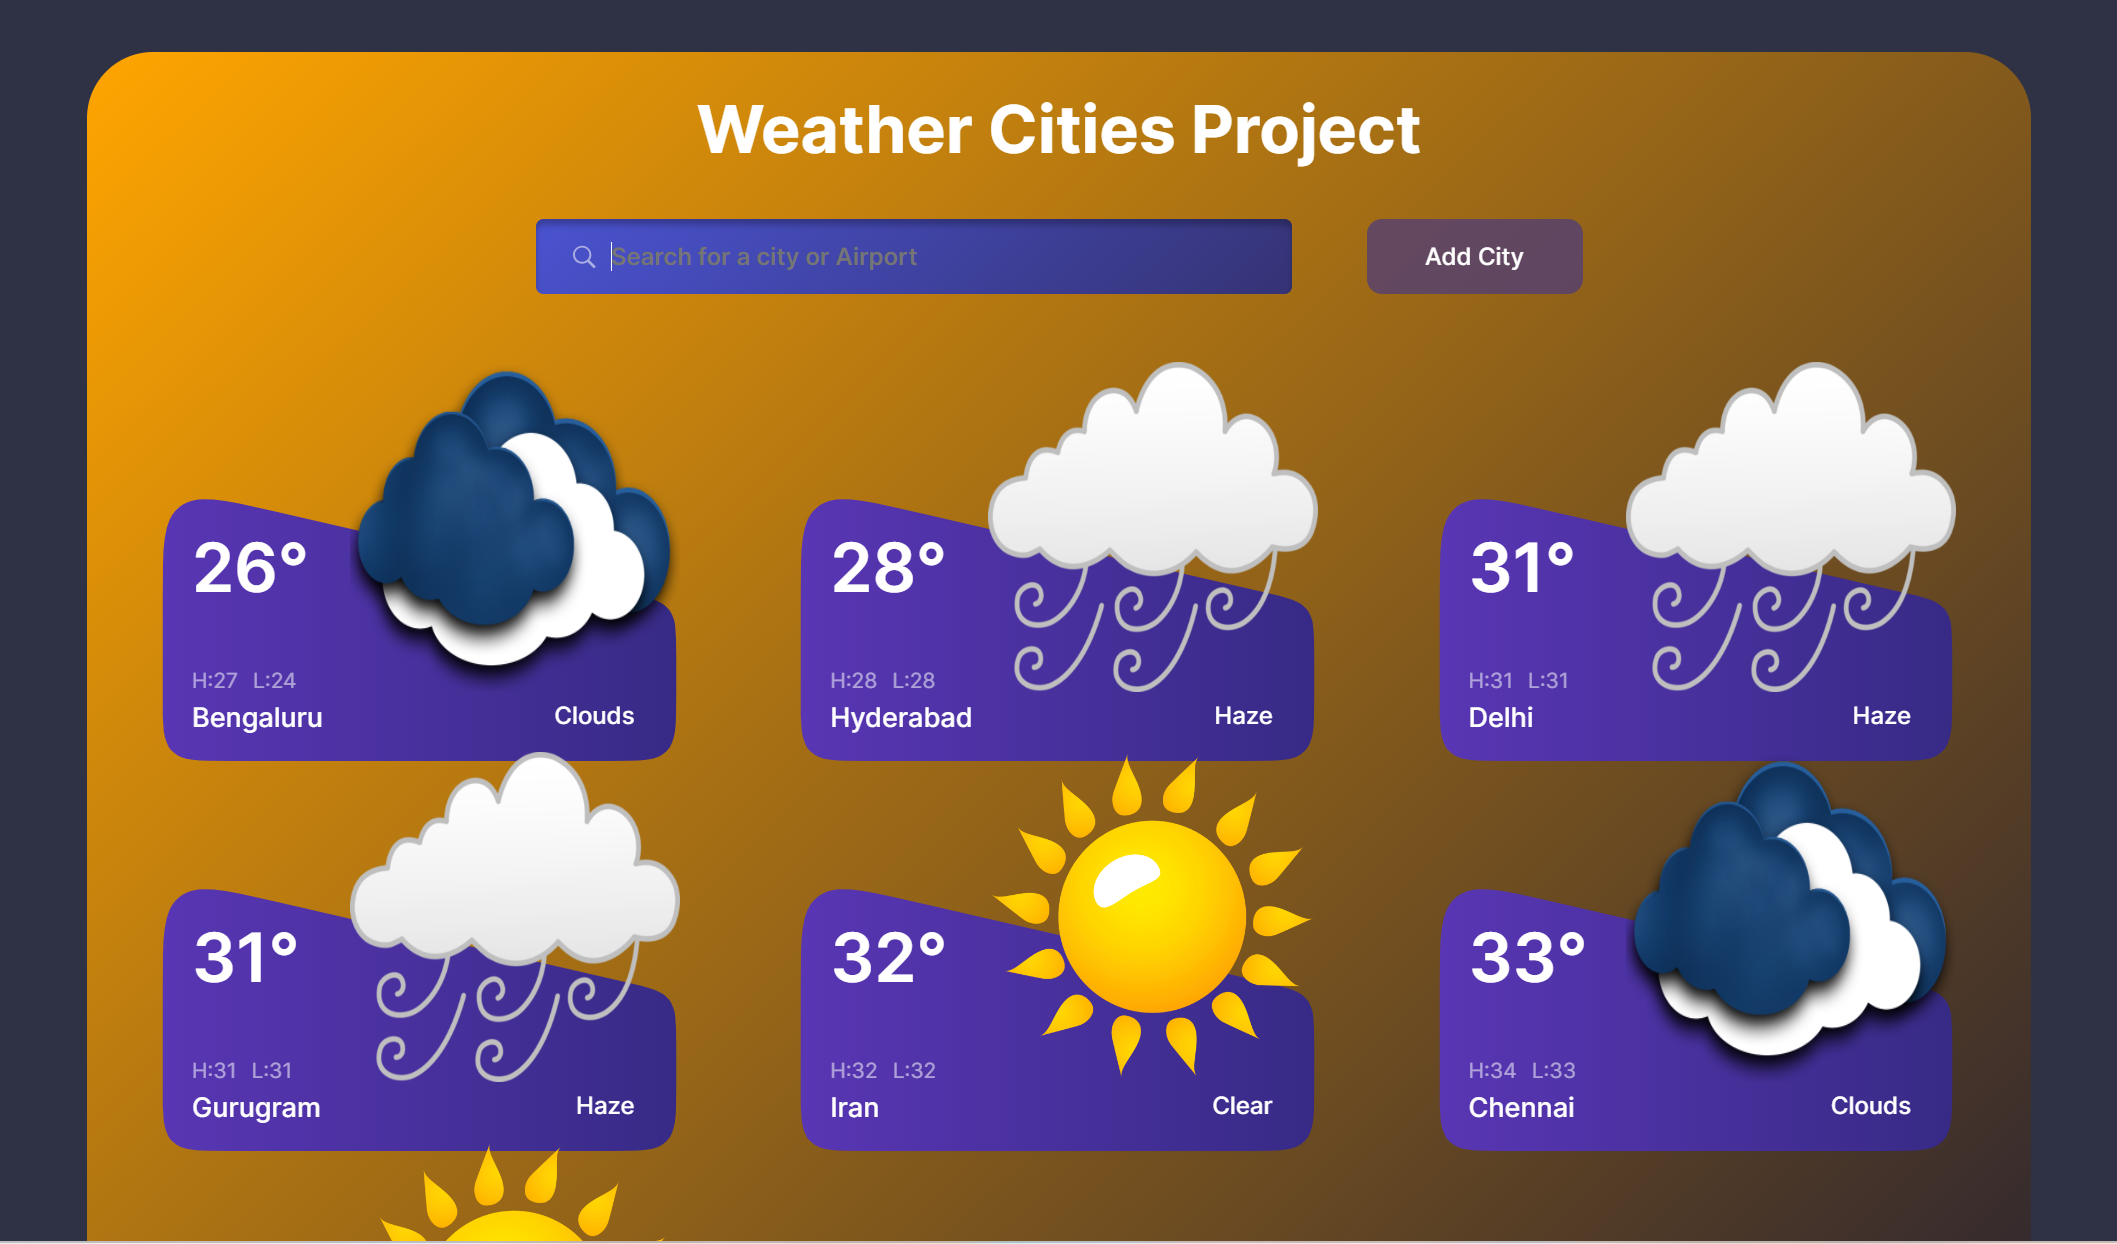 Weather Cities Project
Search for a city or Airport
Add City
26°
H:27 L:24
Bengaluru
Clouds
28°
H:28 L:28
Hyderabad
Haze
31°
H:31 L:31
Delhi
Haze
31°
H:31 L:31
Gurugram
Haze
32°
H:32 L:32
Iran
Clear
33°
H:34 L:33
Chennai
Clouds